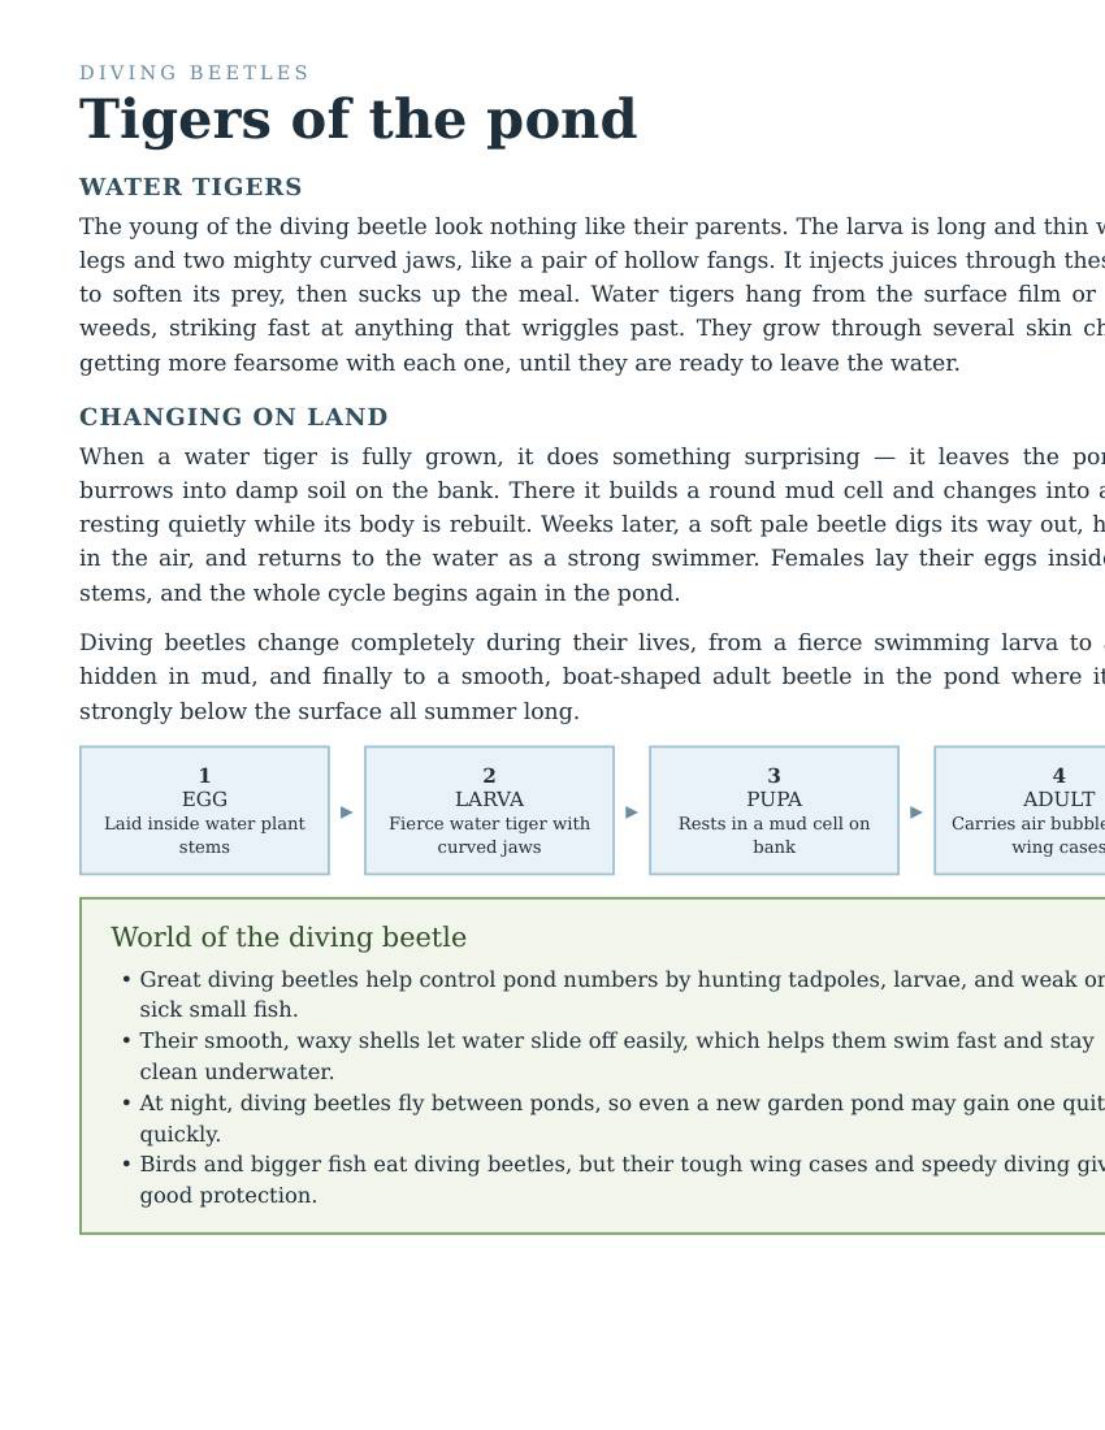 DIVING BEETLES
Tigers of the pond
WATER TIGERS
The young of the diving beetle look nothing like their parents. The larva is long and thin
legs and two mighty curved jaws, like a pair of hollow fangs. It injects juices through
to soften its prey, then sucks up the meal. Water tigers hang from the surface film or
weeds, striking fast at anything that wriggles past. They grow through several skin
getting more fearsome with each one, until they are ready to leave the water.
CHANGING ON LAND
When a water tiger is fully grown, it does something surprising — it leaves the
burrows into damp soil on the bank. There it builds a round mud cell and changes into
resting quietly while its body is rebuilt. Weeks later, a soft pale beetle digs its way out,
in the air, and returns to the water as a strong swimmer. Females lay their eggs
stems, and the whole cycle begins again in the pond.
Diving beetles change completely during their lives, from a fierce swimming larva to
hidden in mud, and finally to a smooth, boat-shaped adult beetle in the pond where
strongly below the surface all summer long.
1
EGG
Laid inside water plant
stems
▶
2
LARVA
Fierce water tiger with
curved jaws
▶
3
PUPA
Rests in a mud cell on
bank
▶
4
ADULT
Carries air
wing cases
World of the diving beetle
• Great diving beetles help control pond numbers by hunting tadpoles, larvae, and weak or
sick small fish.
• Their smooth, waxy shells let water slide off easily, which helps them swim fast and stay
clean underwater.
• At night, diving beetles fly between ponds, so even a new garden pond may gain one
quickly.
• Birds and bigger fish eat diving beetles, but their tough wing cases and speedy diving
good protection.